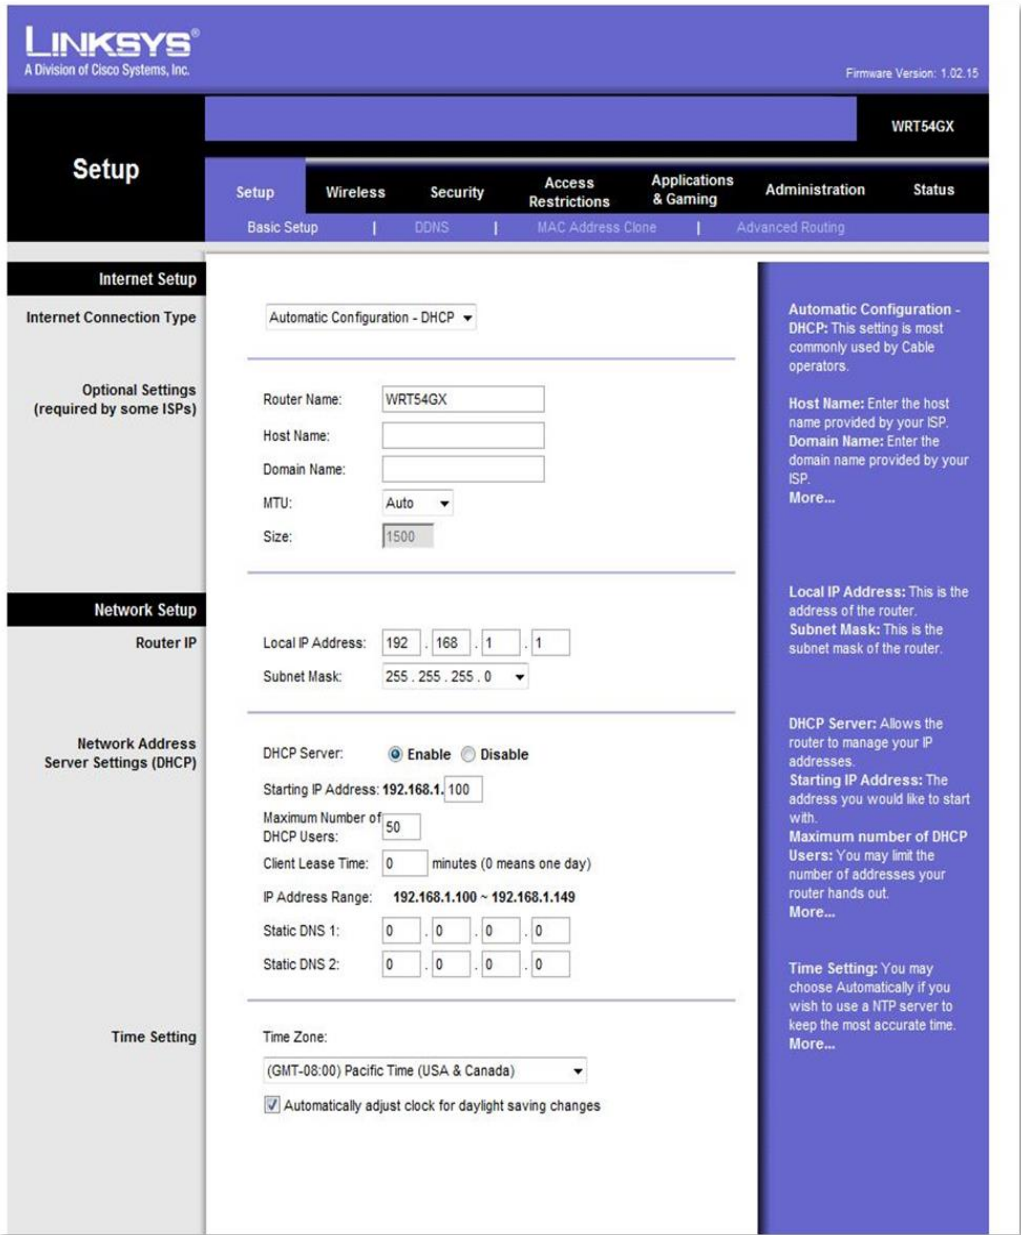 LINKSYS®
A Division of Cisco Systems, Inc.
Firmware Version: 1.02.15
WRT54GX
Setup
Setup
Wireless
Security
Access
Restrictions
Applications
& Gaming
Administration
Status
Basic Setup | DDNS | MAC Address Clone | Advanced Routing
Internet Setup
Internet Connection Type
Automatic Configuration - DHCP
Optional Settings
(required by some ISPs)
Router Name: WRT54GX
Host Name:
Domain Name:
MTU: Auto
Size: 1500
Network Setup
Router IP
Local IP Address: 192 . 168 . 1 . 1
Subnet Mask: 255 . 255 . 255 . 0
Network Address
Server Settings (DHCP)
DHCP Server: Enable Disable
Starting IP Address: 192.168.1. 100
Maximum Number of
DHCP Users: 50
Client Lease Time: 0 minutes (0 means one day)
IP Address Range: 192.168.1.100 ~ 192.168.1.149
Static DNS 1: 0 . 0 . 0 . 0
Static DNS 2: 0 . 0 . 0 . 0
Time Setting
Time Zone:
(GMT-08:00) Pacific Time (USA & Canada)
Automatically adjust clock for daylight saving changes
Automatic Configuration -
DHCP: This setting is most
commonly used by Cable
operators.
Host Name: Enter the host
name provided by your ISP.
Domain Name: Enter the
domain name provided by your
ISP.
More...
Local IP Address: This is the
address of the router.
Subnet Mask: This is the
subnet mask of the router.
DHCP Server: Allows the
router to manage your IP
addresses.
Starting IP Address: The
address you would like to start
with.
Maximum number of DHCP
Users: You may limit the
number of addresses your
router hands out.
More...
Time Setting: You may
choose Automatically if you
wish to use a NTP server to
keep the most accurate time.
More...